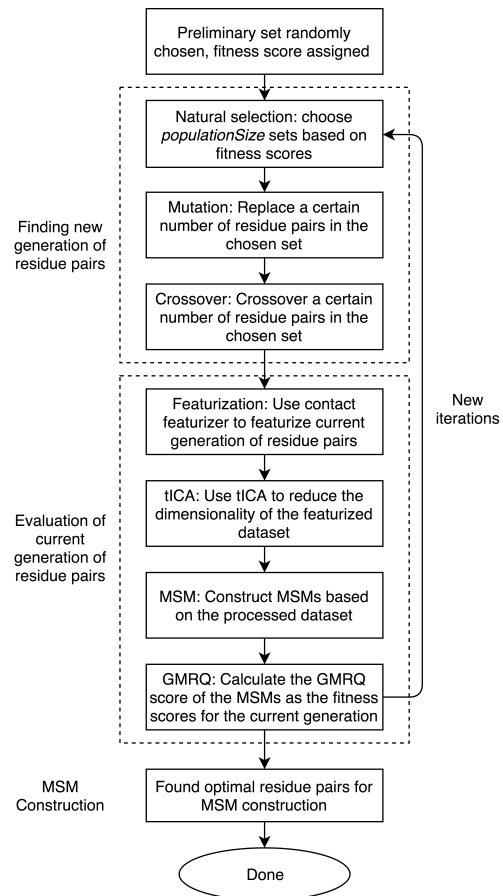 Preliminary set randomly
chosen, fitness score assigned
Natural selection: choose
populationSize sets based on
fitness scores
Mutation: Replace a certain
number of residue pairs in the
chosen set
Finding new
generation of
residue pairs
Crossover: Crossover a certain
number of residue pairs in the
chosen set
Featurization: Use contact
featurizer to featurize current
generation of residue pairs
New
iterations
tICA: Use tICA to reduce the
dimensionality of the featurized
dataset
Evaluation of
current
generation of
residue pairs
MSM: Construct MSMs based
on the processed dataset
GMRQ: Calculate the GMRQ
score of the MSMs as the fitness
scores for the current generation
MSM
Construction
Found optimal residue pairs for
MSM construction
Done